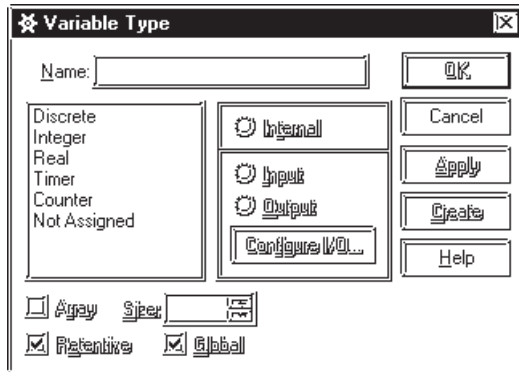 Variable Type
Name:
OK
Discrete
Integer
Real
Timer
Counter
Not Assigned
Internal
Input
Output
Configure I/O...
Cancel
Apply
Create
Help
Array Size:
Retentive Global